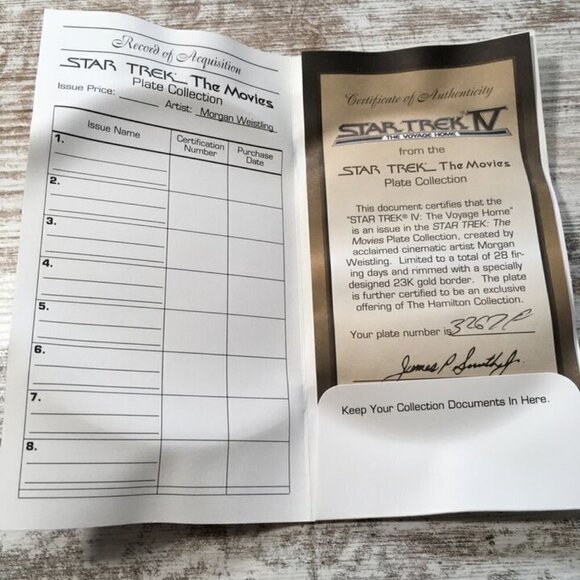 Record of Acquisition
STAR TREK The Movies
Plate Collection
Issue Price:
Artist: Morgan Weistling
Issue Name
Certification
Number
Purchase
Date
1.
2.
3.
4.
5.
6.
7.
8.
Certificate of Authenticity
STAR TREK IV
THE VOYAGE HOME
from the
STAR TREK The Movies
Plate Collection
This document certifies that the
"STAR TREK® IV: The Voyage Home"
is an issue in the STAR TREK: The
Movies Plate Collection, created by
acclaimed cinematic artist Morgan
Weistling. Limited to a total of 28 fir-
ing days and rimmed with a specially
designed 23K gold border. The plate
is further certified to be an exclusive
offering of The Hamilton Collection.
Your plate number is
James P. Smith Jr.
Keep Your Collection Documents In Here.